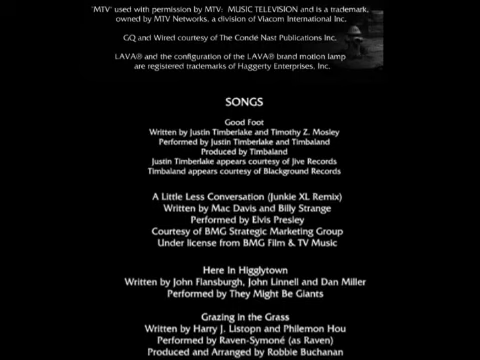 "MTV" used with permission by MTV: MUSIC TELEVISION and is a trademark,
owned by MTV Networks, a division of Viacom International Inc.
GQ and Wired courtesy of The Condé Nast Publications Inc.
LAVA® and the configuration of the LAVA® brand motion lamp
are registered trademarks of Haggerty Enterprises, Inc.
SONGS
Good Foot
Written by Justin Timberlake and Timothy Z. Mosley
Performed by Justin Timberlake and Timbaland
Produced by Timbaland
Justin Timberlake appears courtesy of Jive Records
Timbaland appears courtesy of Blackground Records
A Little Less Conversation (Junkie XL Remix)
Written by Mac Davis and Billy Strange
Performed by Elvis Presley
Courtesy of BMG Strategic Marketing Group
Under license from BMG Film & TV Music
Here In Higglytown
Written by John Flansburgh, John Linnell and Dan Miller
Performed by They Might Be Giants
Grazing in the Grass
Written by Harry J. Listopn and Philemon Hou
Performed by Raven-Symoné (as Raven)
Produced and Arranged by Robbie Buchanan